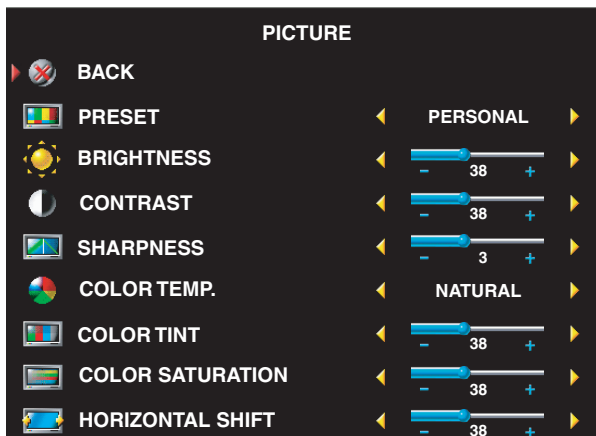 PICTURE
BACK
PRESET PERSONAL
BRIGHTNESS
- 38 +
CONTRAST
- 38 +
SHARPNESS
- 3 +
COLOR TEMP. NATURAL
COLOR TINT
- 38 +
COLOR SATURATION
- 38 +
HORIZONTAL SHIFT
- 38 +